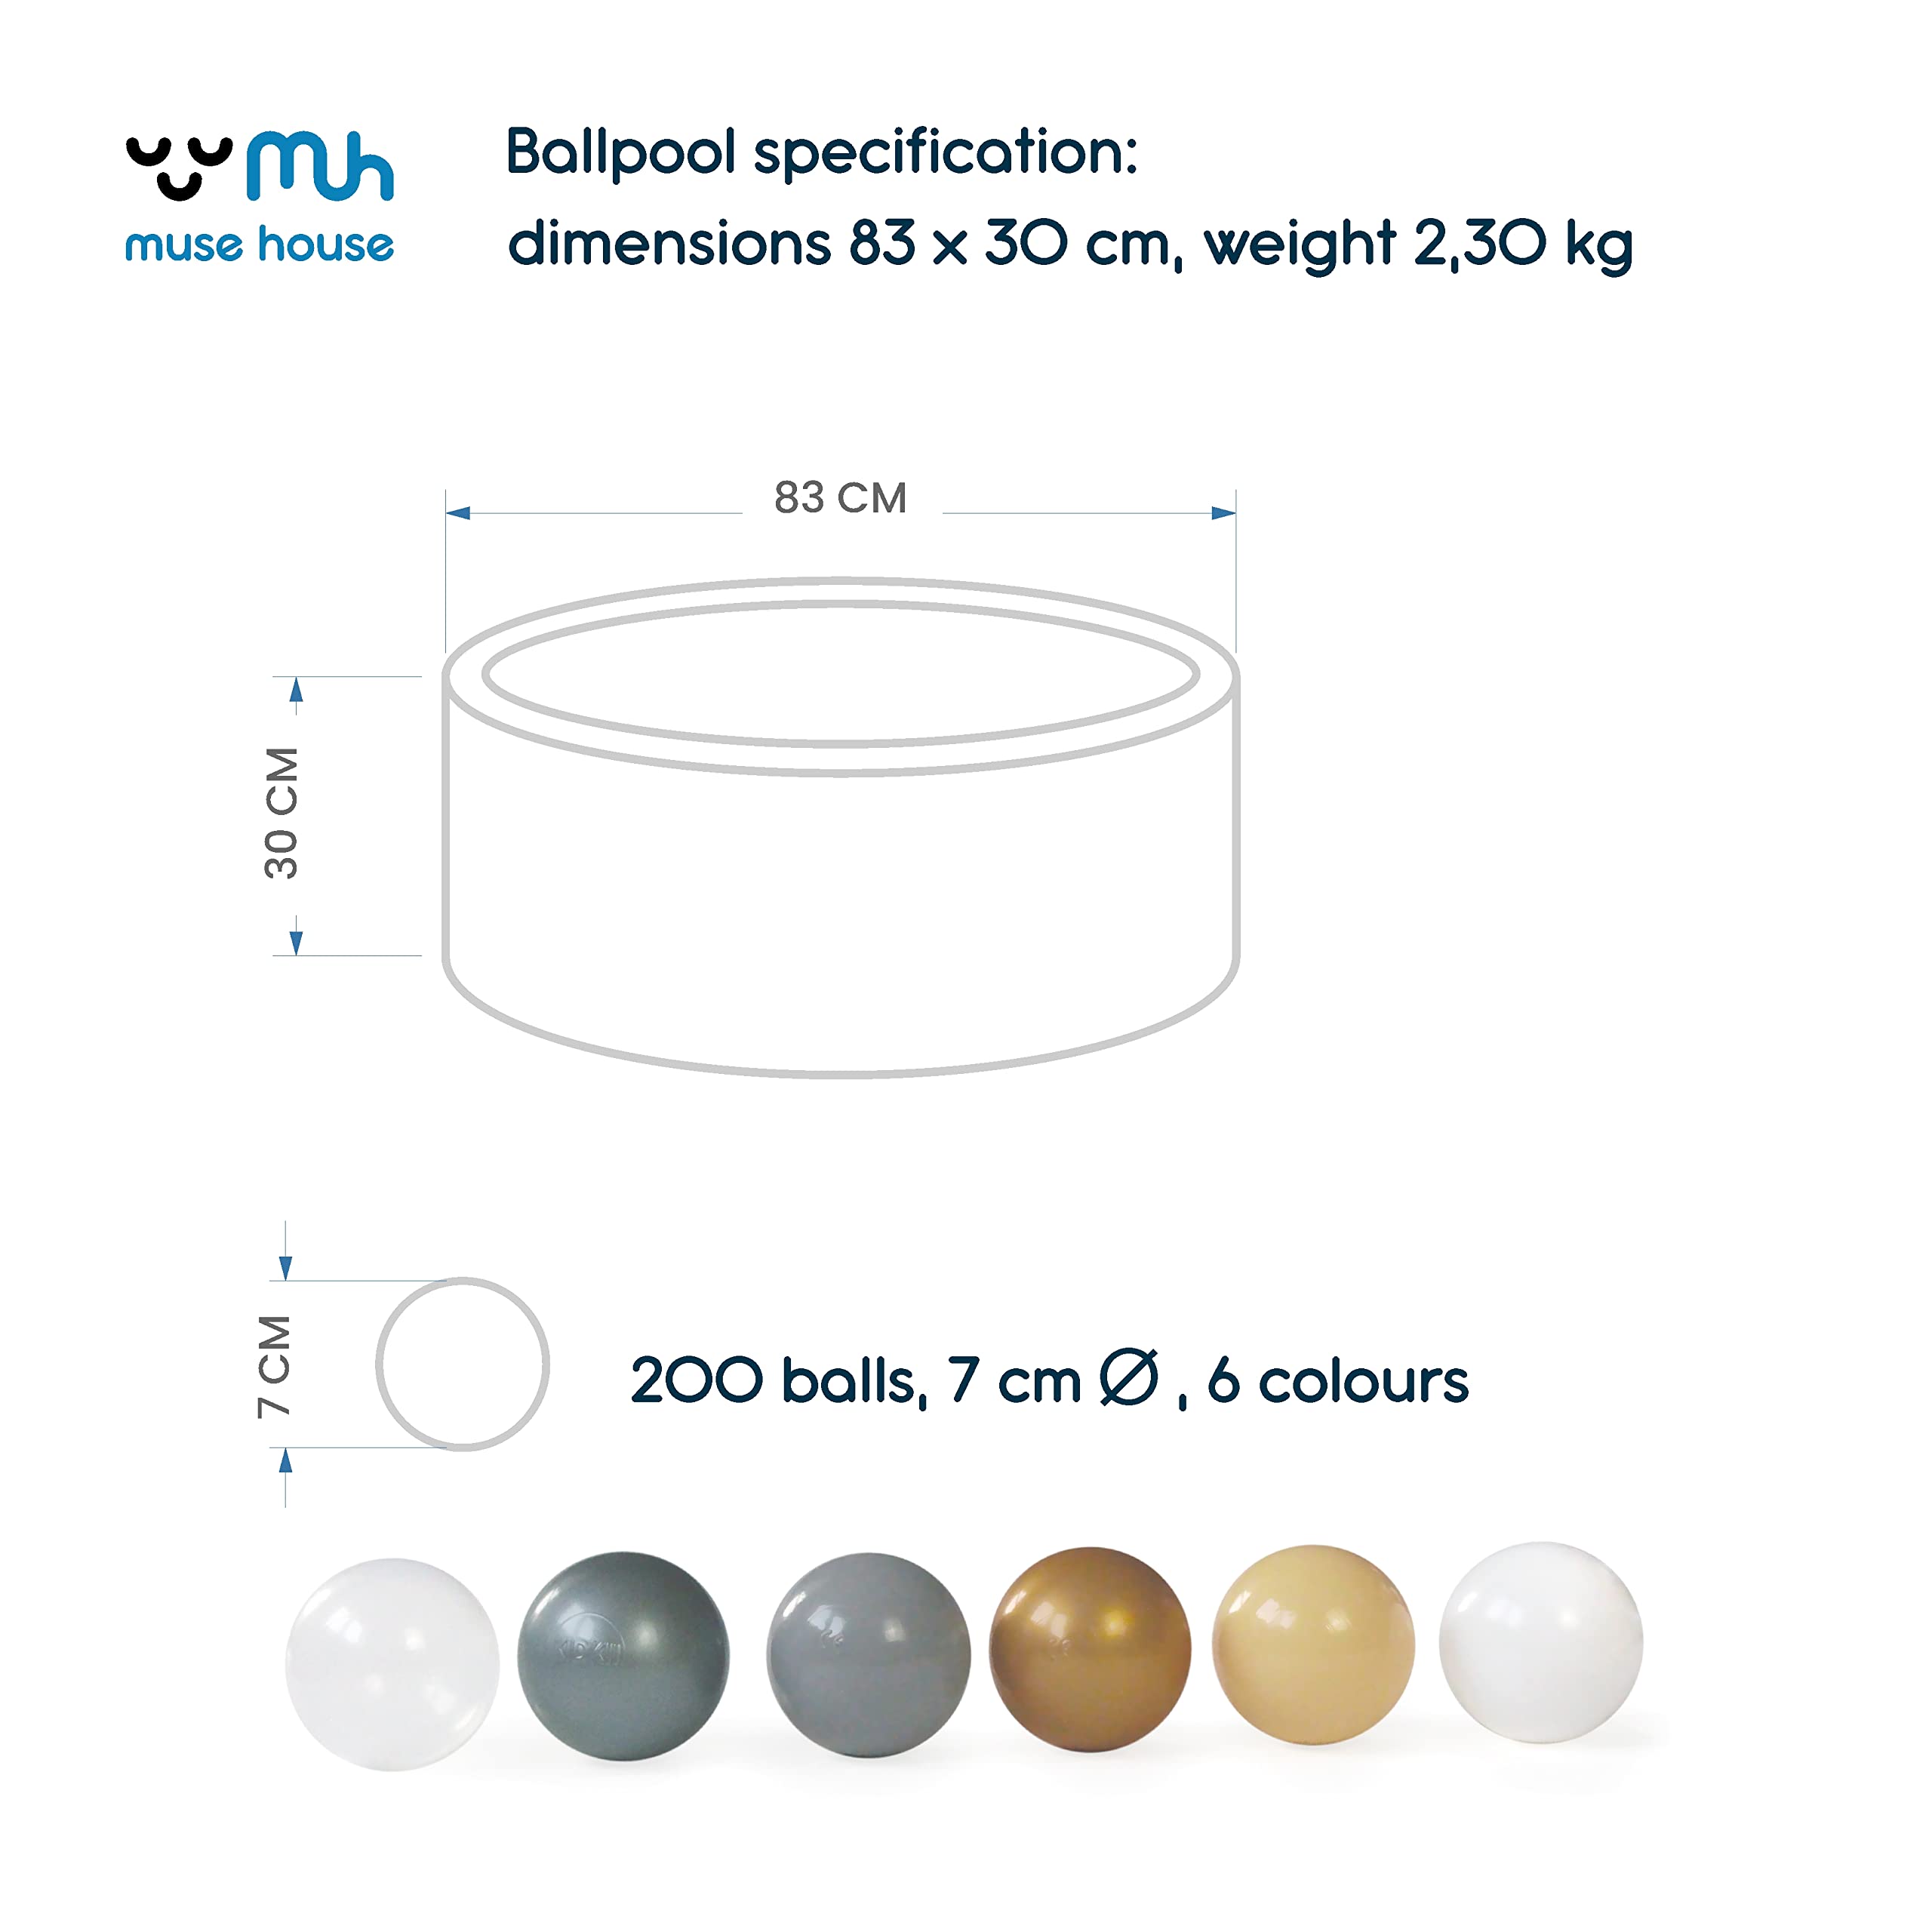 mh
muse house
Ballpool specification:
dimensions 83 x 30 cm, weight 2,30 kg
83 CM
30 CM
7 CM
200 balls, 7 cm Ø , 6 colours